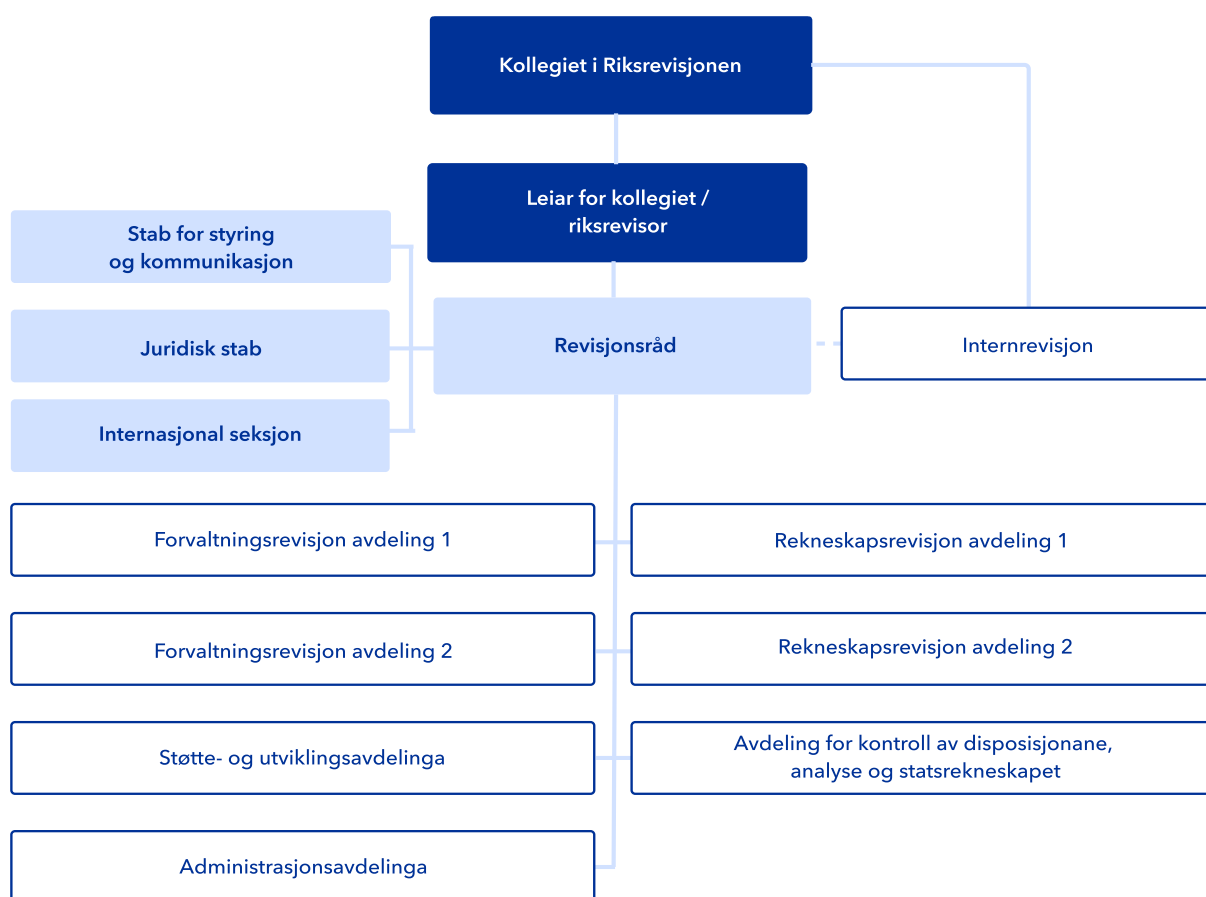 Kollegiet i Riksrevisjonen
Leiar for kollegiet /
riksrevisor
Stab for styring
og kommunikasjon
Juridisk stab
Internasjonal seksjon
Revisjonsråd
Internrevisjon
Forvaltningsrevisjon avdeling 1
Rekneskapsrevisjon avdeling 1
Forvaltningsrevisjon avdeling 2
Rekneskapsrevisjon avdeling 2
Støtte- og utviklingsavdelinga
Avdeling for kontroll av disposisjonane,
analyse og statsrekneskapet
Administrasjonsavdelinga